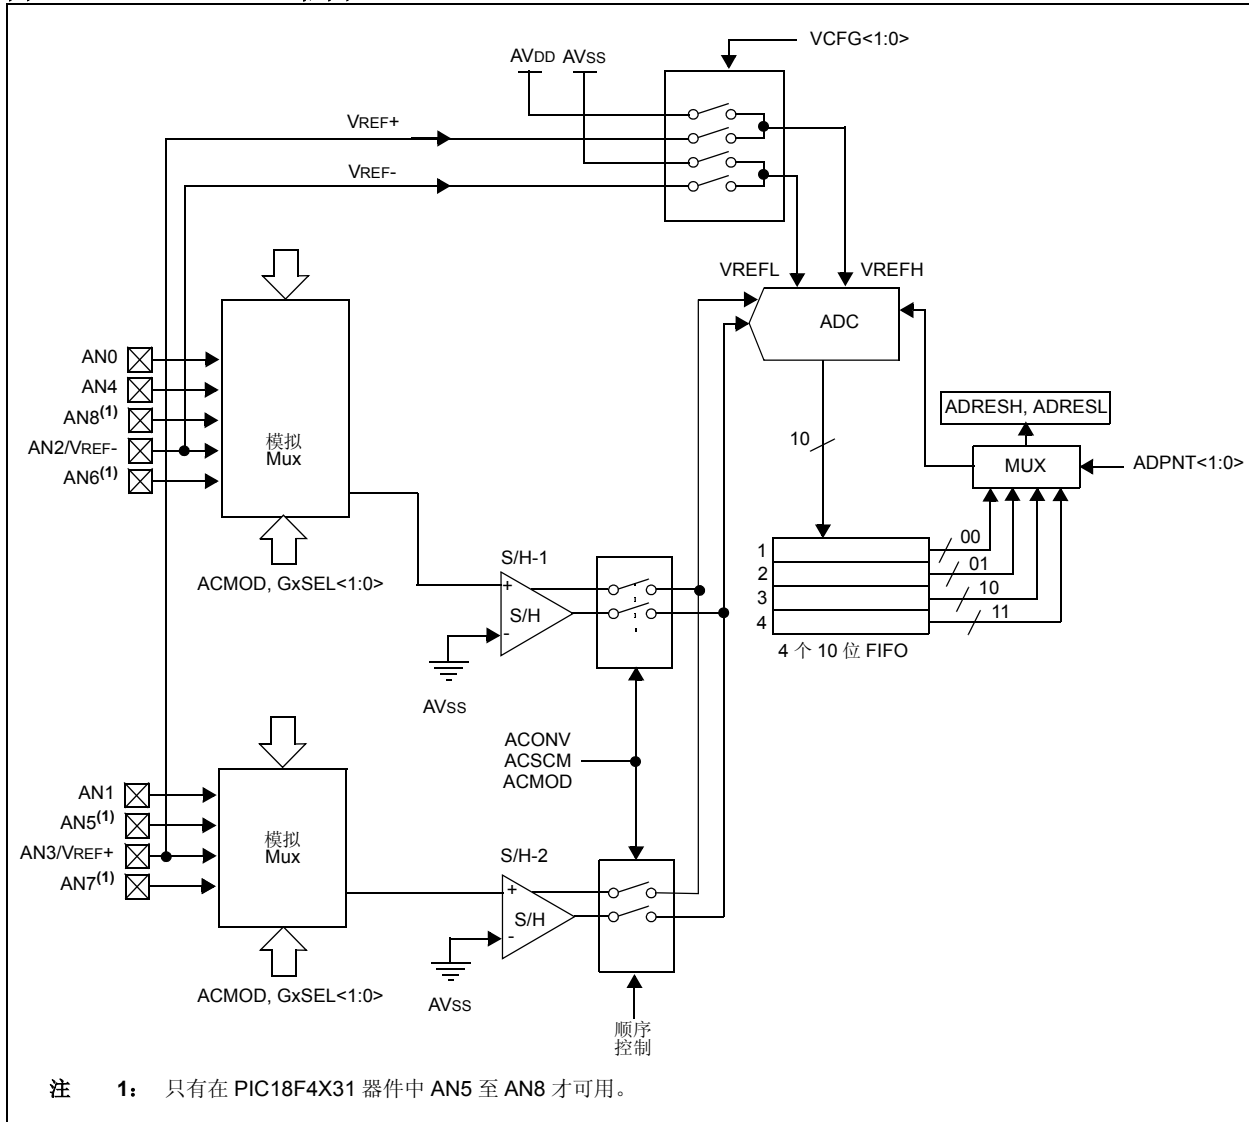 VCFG<1:0>
AVDD AVSS
VREF+
VREF-
VREFL
VREFH
ADC
AN0
AN4
AN8(1)
AN2/VREF-
AN6(1)
模拟
Mux
ACMOD, GxSEL<1:0>
10
ADRESH, ADRESL
MUX
ADPNT<1:0>
1
2
3
4
00
01
10
11
4 个 10 位 FIFO
S/H-1
+
S/H
-
AVSS
ACONV
ACSCM
ACMOD
AN1
AN5(1)
AN3/VREF+
AN7(1)
模拟
Mux
ACMOD, GxSEL<1:0>
S/H-2
+
S/H
-
AVSS
顺序
控制
注 1： 只有在 PIC18F4X31 器件中 AN5 至 AN8 才可用。